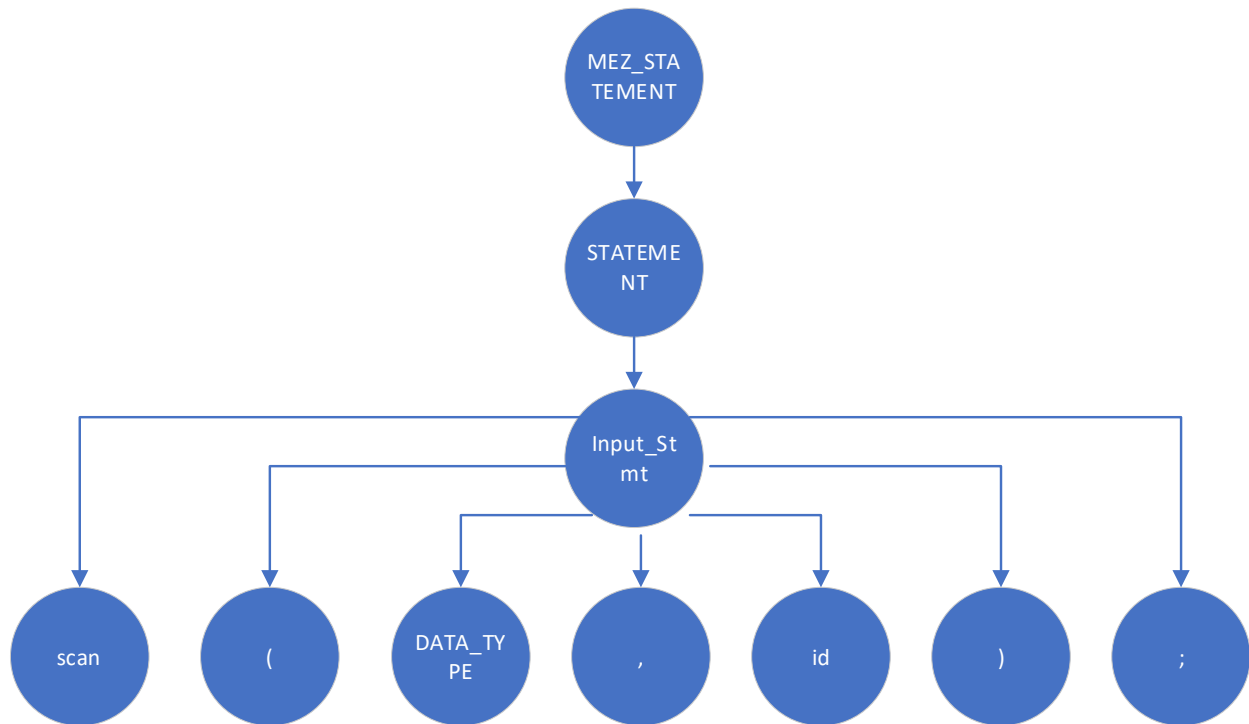 MEZ_STA
TEMENT
STATEME
NT
Input_St
mt
scan
(
DATA_TY
PE
,
id
)
;